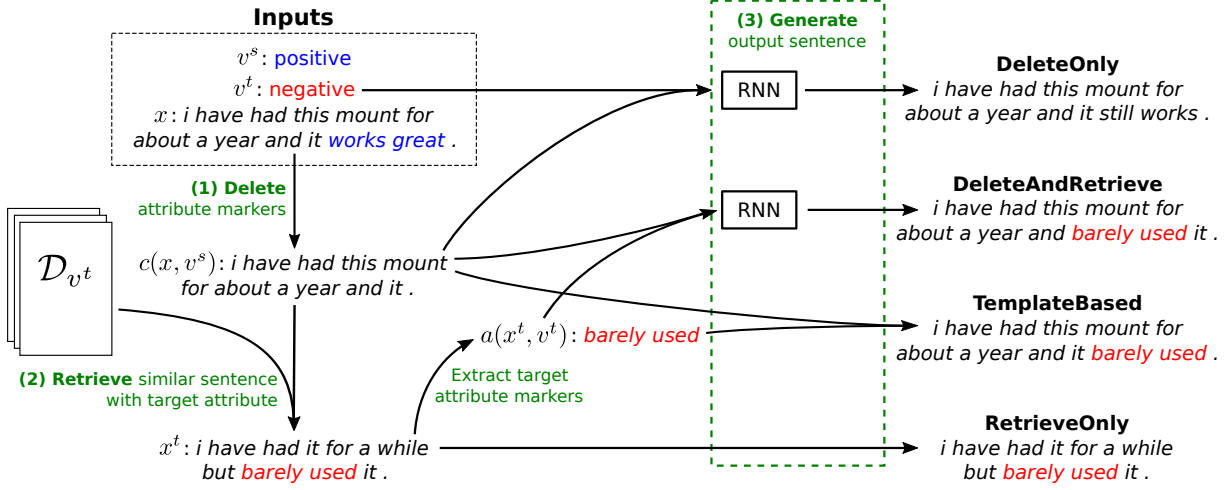 Inputs
v^s: positive
v^t: negative
x: i have had this mount for
about a year and it works great .
(1) Delete
attribute markers
D_{v^t}
c(x, v^s): i have had this mount
for about a year and it .
(2) Retrieve similar sentence
with target attribute
x^t: i have had it for a while
but barely used it .
a(x^t, v^t): barely used
Extract target
attribute markers
(3) Generate
output sentence
RNN
RNN
DeleteOnly
i have had this mount for
about a year and it still works .
DeleteAndRetrieve
i have had this mount for
about a year and barely used it .
TemplateBased
i have had this mount for
about a year and it barely used .
RetrieveOnly
i have had it for a while
but barely used it .